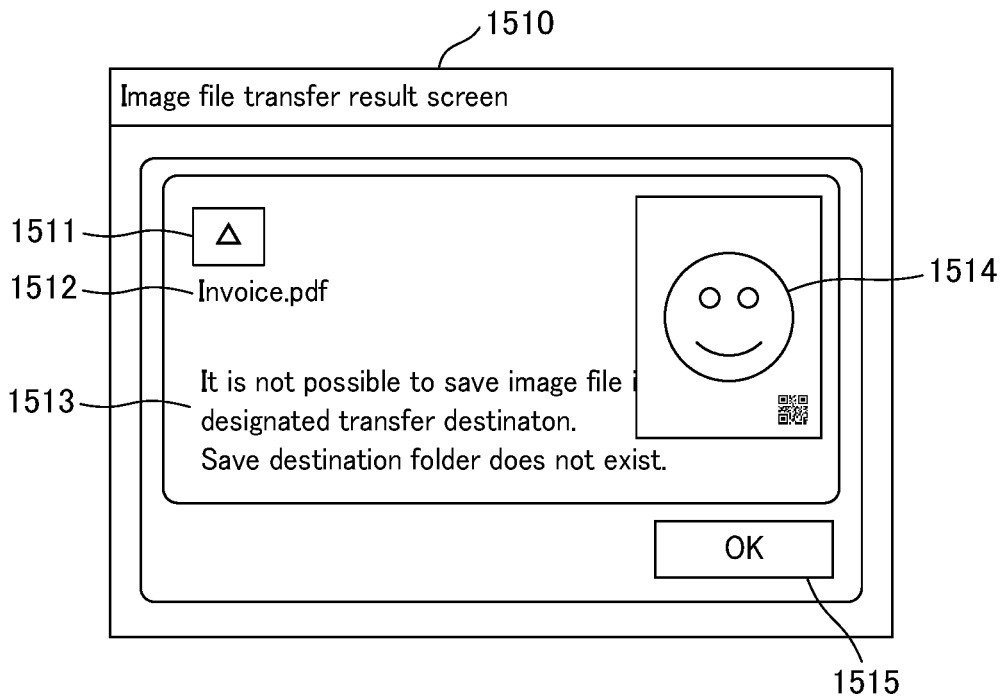 1510
Image file transfer result screen
1511
1512
Invoice.pdf
1514
1513
It is not possible to save image file i
designated transfer destinaton.
Save destination folder does not exist.
OK
1515